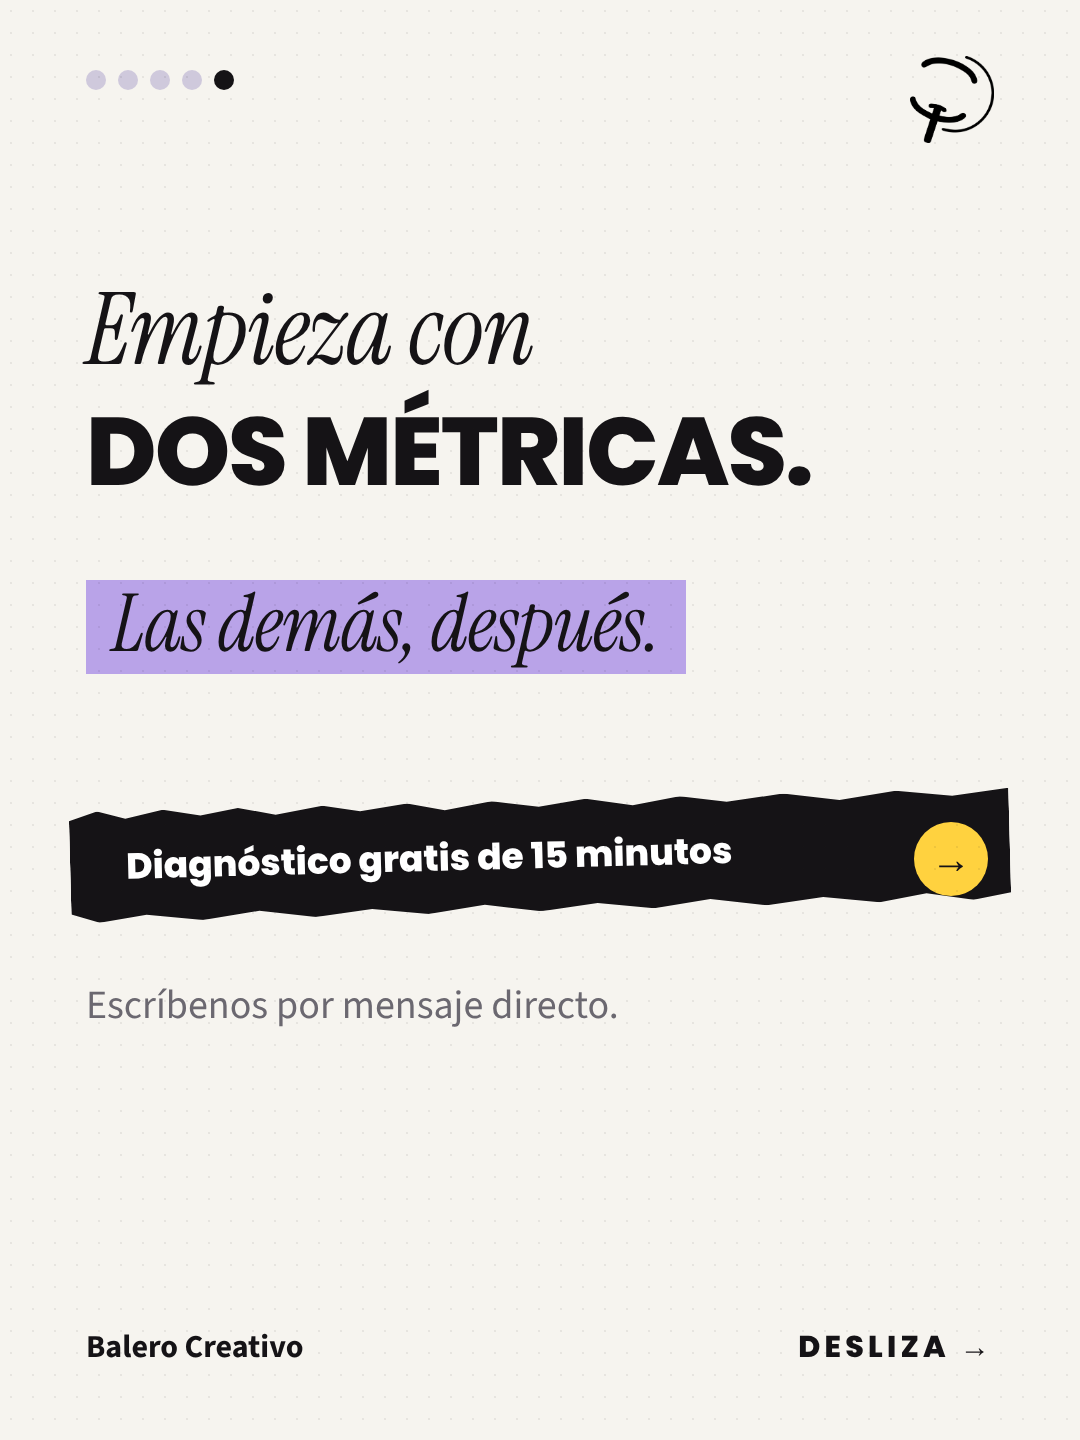 Empieza con
DOS MÉTRICAS.
Las demás, después.
Diagnóstico gratis de 15 minutos →
Escríbenos por mensaje directo.
Balero Creativo
DESLIZA →